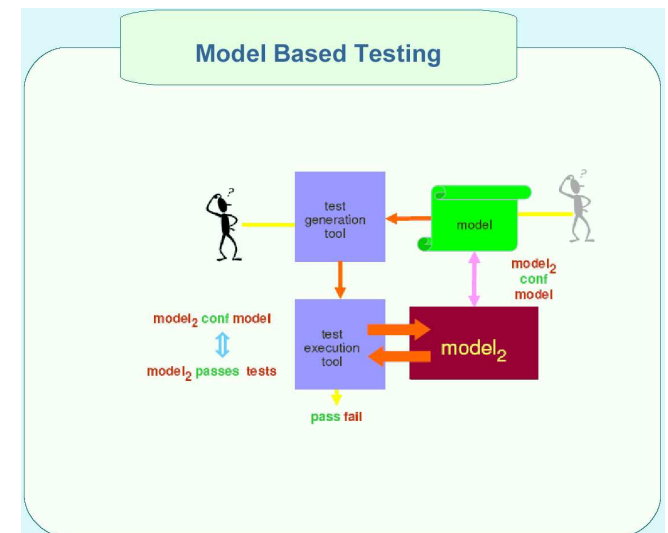 Model Based Testing
?
?
test
generation
tool
model
model₂
conf
model
model₂ conf model
model₂ passes tests
test
execution
tool
model₂
pass fail